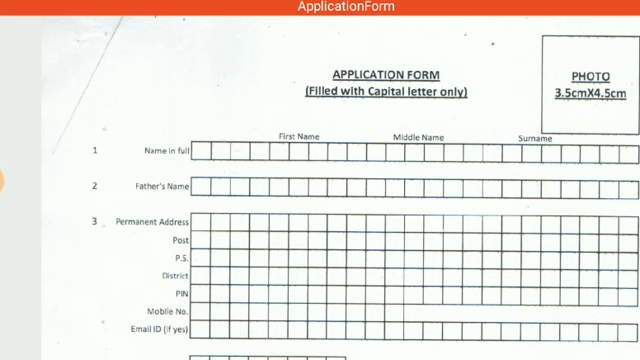 ApplicationForm
APPLICATION FORM
(Filled with Capital letter only)
PHOTO
3.5cmX4.5cm
First Name Middle Name Surname
1 Name in full
2 Father's Name
3 Permanent Address
Post
P.S.
District
PIN
Mobile No.
Email ID (if yes)